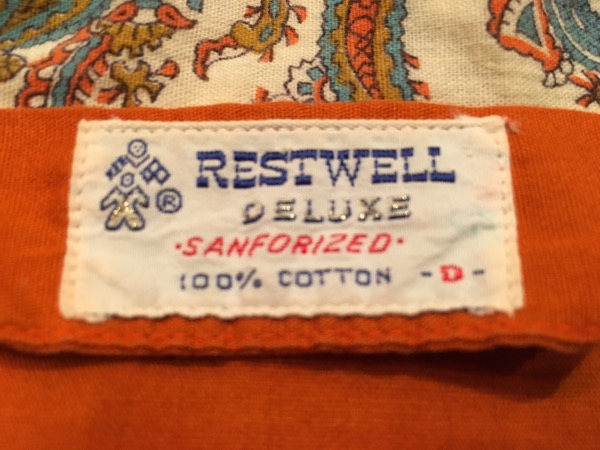 ® RESTWELL
DELUXE
·SANFORIZED·
100% COTTON -D-